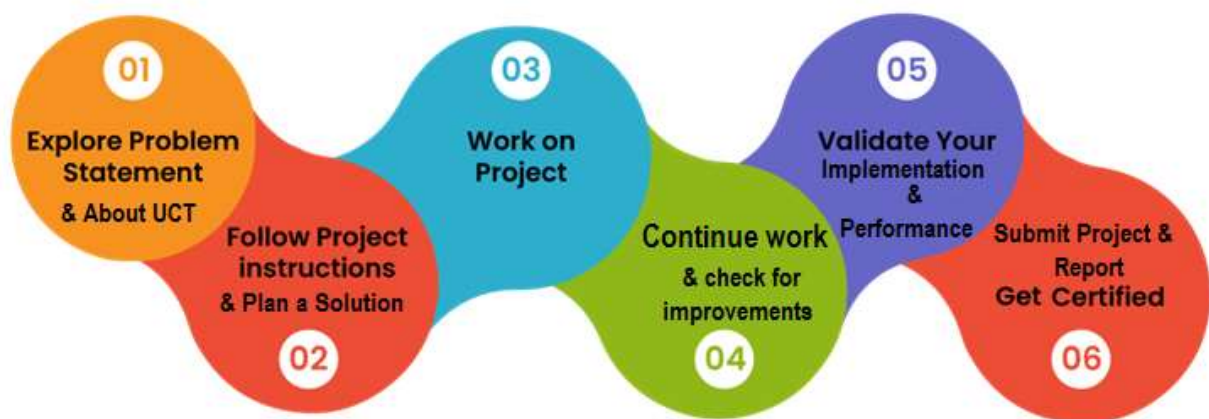 01
Explore Problem
Statement
& About UCT
Follow Project
instructions
& Plan a Solution
02
03
Work on
Project
Continue work
& check for
improvements
04
05
Validate Your
Implementation
&
Performance
Submit Project &
Report
Get Certified
06